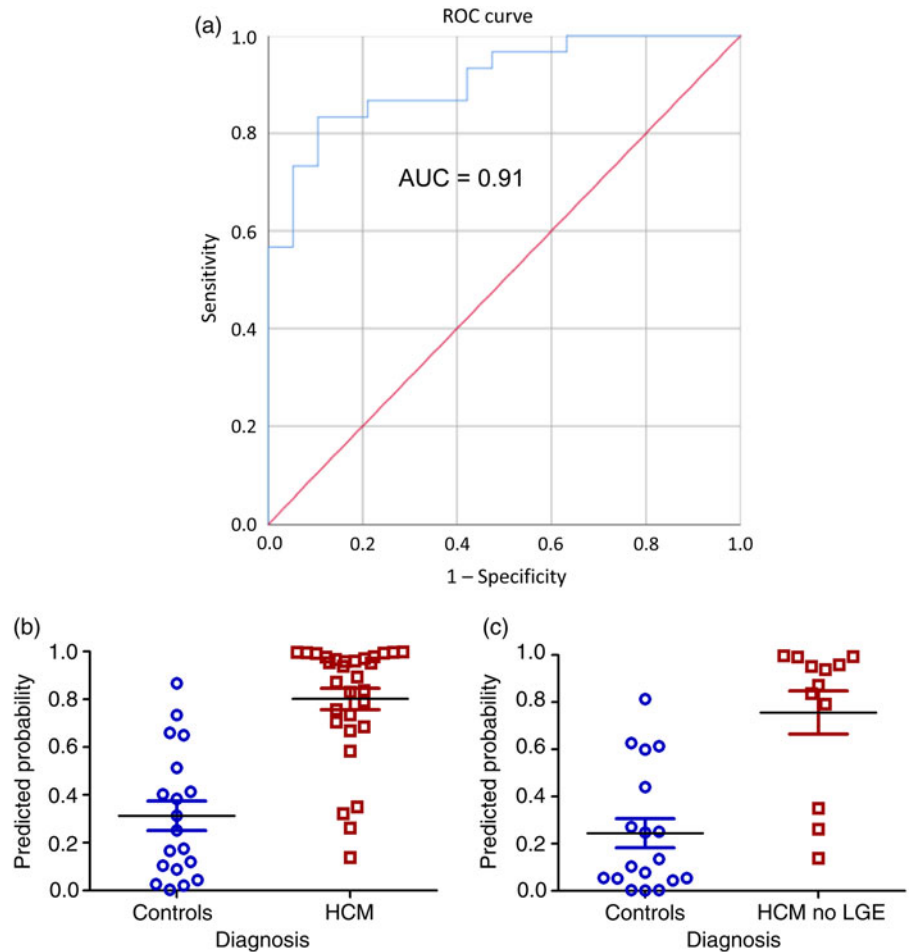 (a)
ROC curve
1.0
0.8
0.6
0.4
0.2
0.0
Sensitivity
AUC = 0.91
0.0 0.2 0.4 0.6 0.8 1.0
1 – Specificity
(b)
1.0
0.8
0.6
0.4
0.2
0.0
Predicted probability
Controls HCM
Diagnosis
(c)
1.0
0.8
0.6
0.4
0.2
0.0
Predicted probability
Controls HCM no LGE
Diagnosis